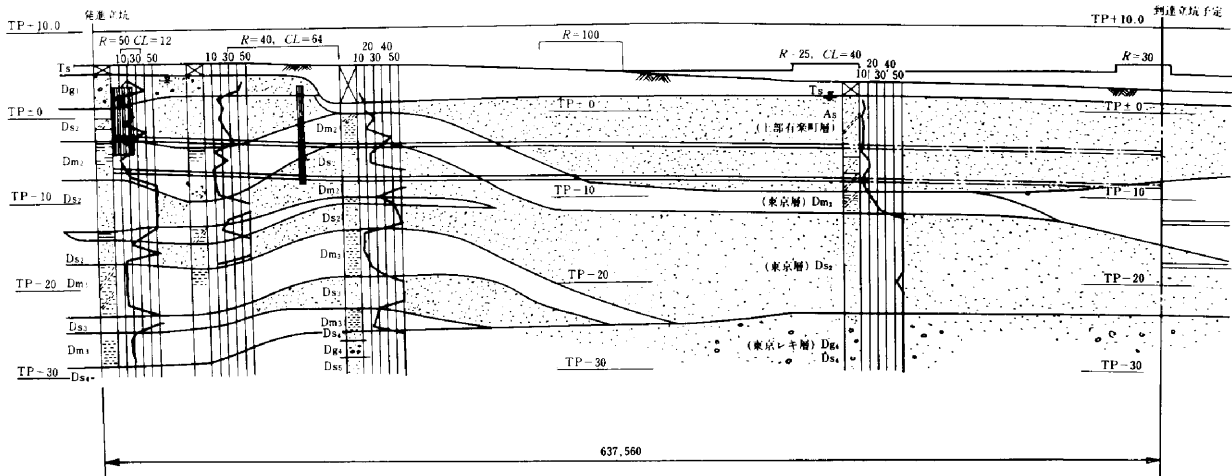 発進立坑
到達立坑予定
TP+10.0
TP+10.0
R=50 CL=12
R=40, CL=64
R=100
R-25, CL=40
R=30
10 30 50
10 30 50
20 40
10 30 50
20 40
10 30 50
Ts
Dg1
TP±0
Ds2
Dm2
TP-10
Ds2
Dm2
Ds2
Dm3
Ds2
Dm3
TP-20
Ds3
Dm3
TP-30
Ds4
Dm3
Ds4
Dg4
Ds5
TP±0
TP-10
TP-20
TP-30
Ts
As
(上部有楽町層)
(東京層) Dm3
(東京層) Ds2
(東京レキ層) Dg4
Ds4
TP±0
TP-10
TP-20
TP-30
637,560